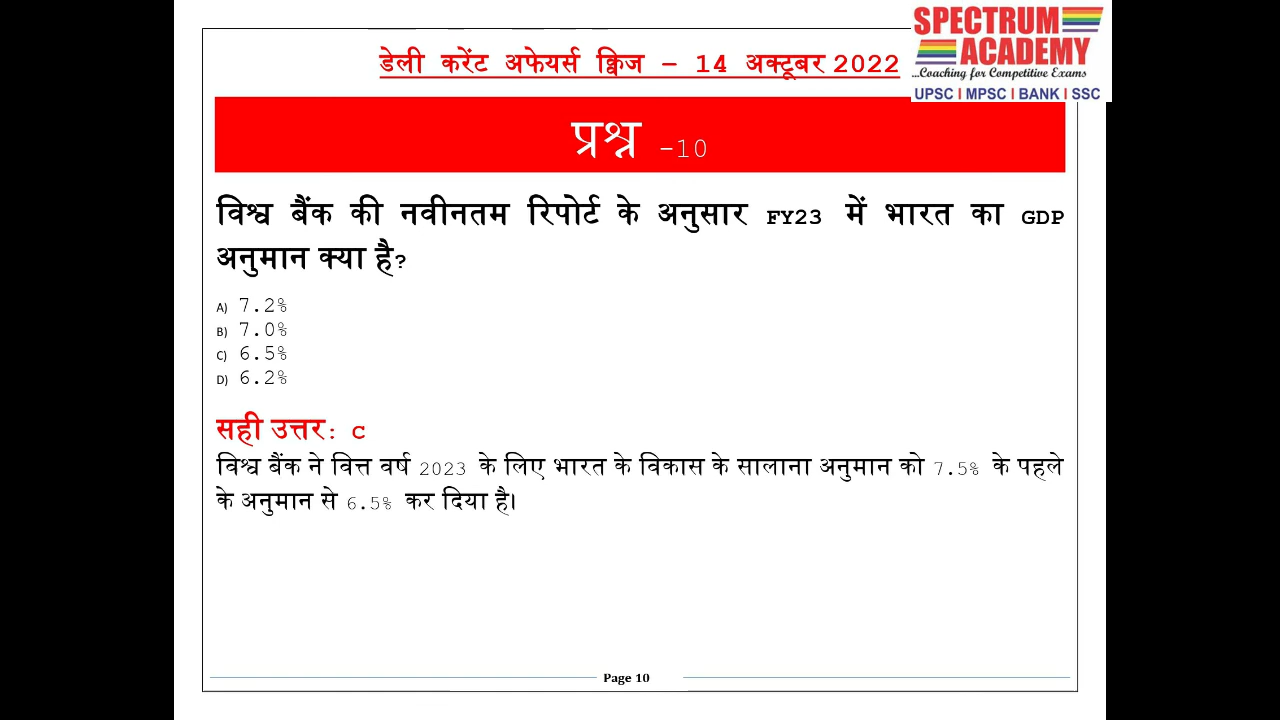 SPECTRUM
ACADEMY
...Coaching for Competitive Exams
UPSC | MPSC | BANK | SSC
डेली करेंट अफेयर्स क्विज – 14 अक्टूबर 2022
प्रश्न -10
विश्व बैंक की नवीनतम रिपोर्ट के अनुसार FY23 में भारत का GDP
अनुमान क्या है?
A) 7.2%
B) 7.0%
C) 6.5%
D) 6.2%
सही उत्तर: C
विश्व बैंक ने वित्त वर्ष 2023 के लिए भारत के विकास के सालाना अनुमान को 7.5% के पहले
के अनुमान से 6.5% कर दिया है।
Page 10